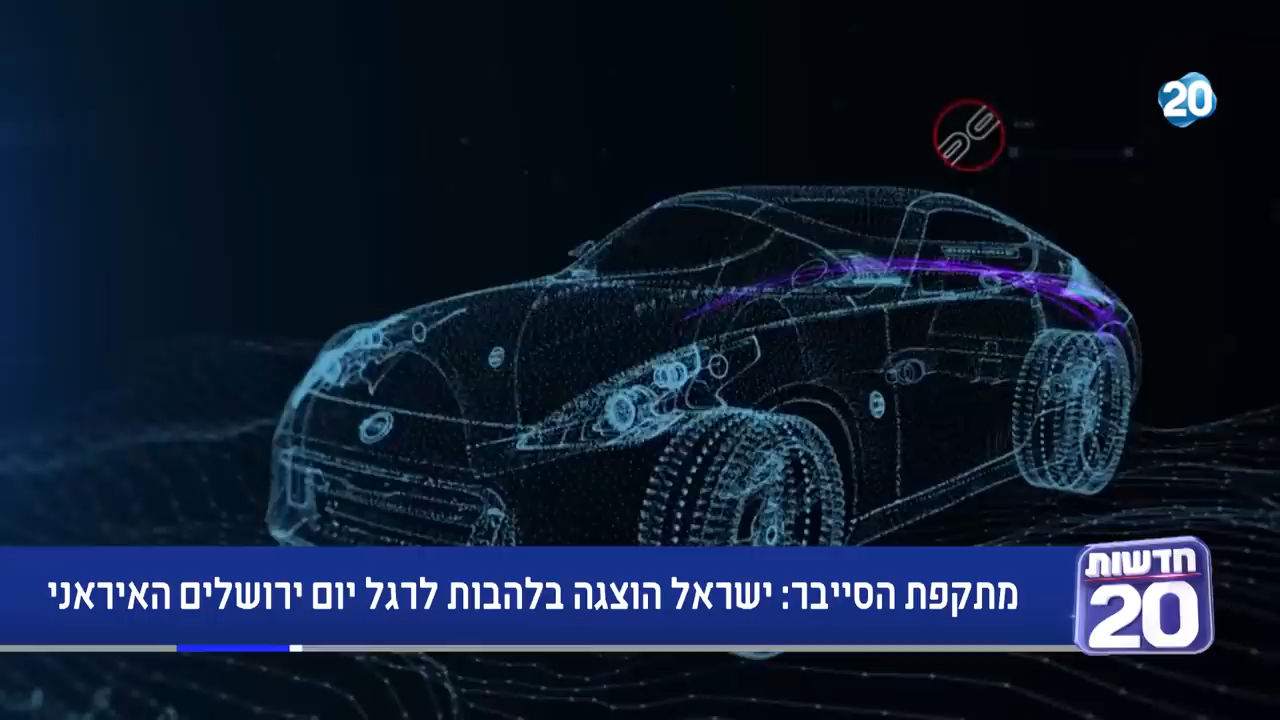 20
מתקפת הסייבר: ישראל הוצגה בלהבות לרגל יום ירושלים האיראני
חדשות
20